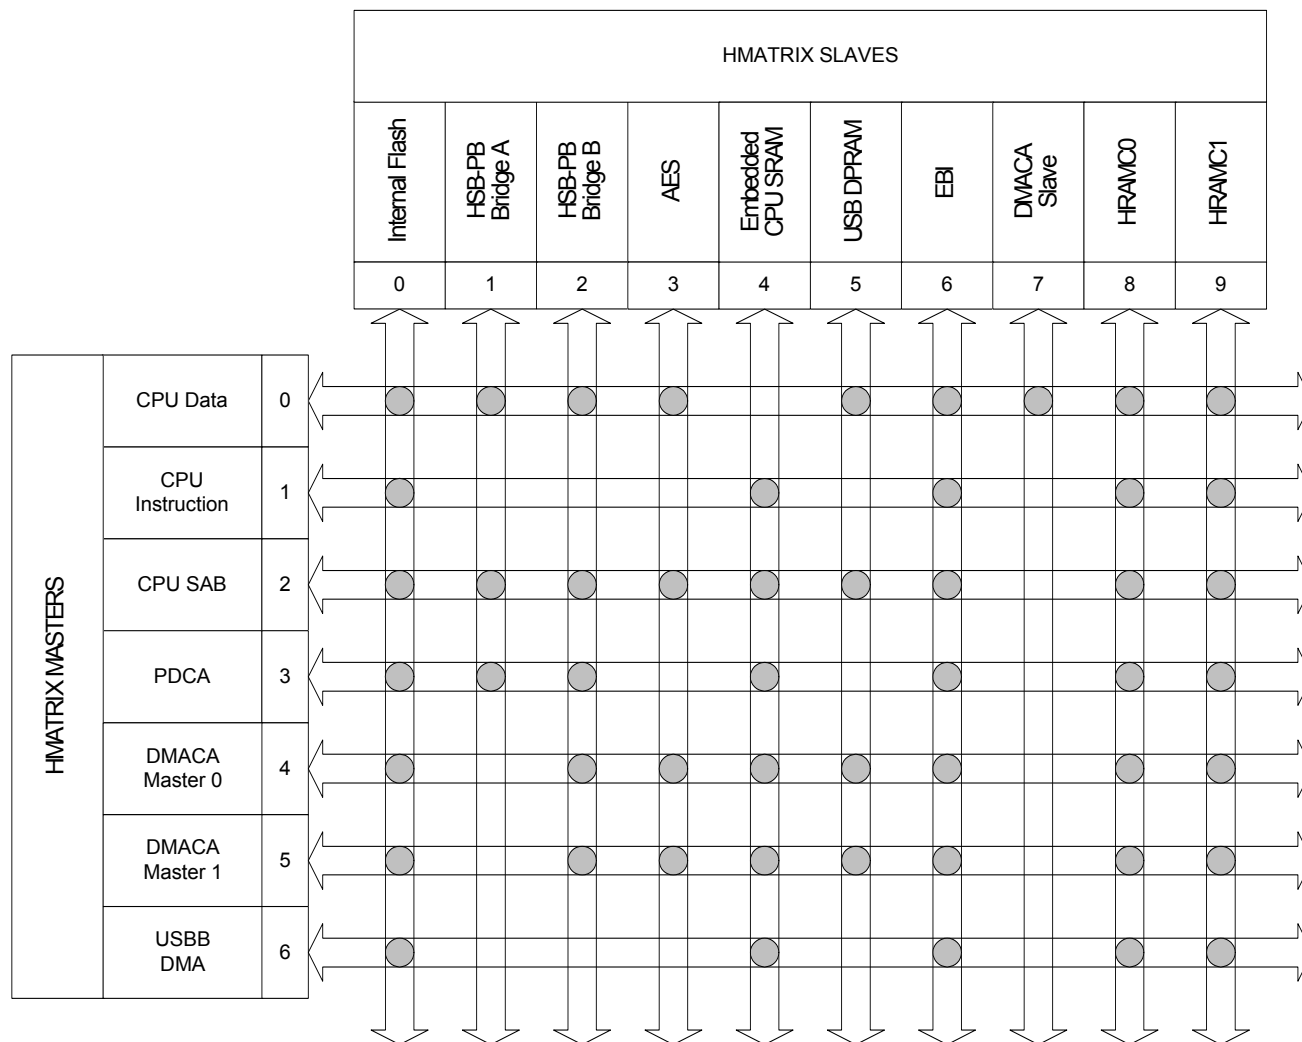 HMATRIX SLAVES
Internal Flash
HSB-PB
Bridge A
HSB-PB
Bridge B
AES
Embedded
CPU SRAM
USB DPRAM
EBI
DMACA
Slave
HRAMC0
HRAMC1
0 1 2 3 4 5 6 7 8 9
HMATRIX MASTERS
CPU Data 0
CPU
Instruction
1
CPU SAB 2
PDCA 3
DMACA
Master 0
4
DMACA
Master 1
5
USBB
DMA
6